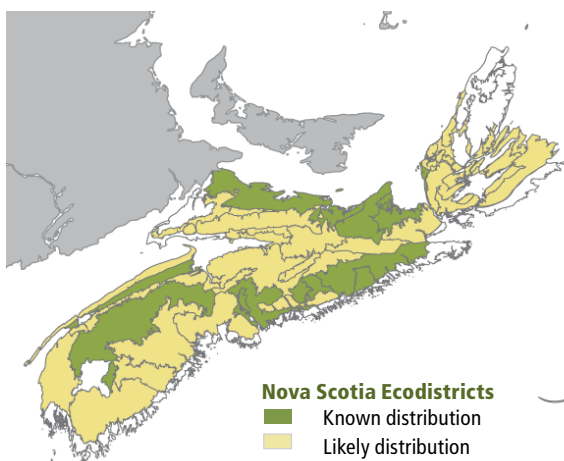 Nova Scotia Ecodistricts
Known distribution
Likely distribution